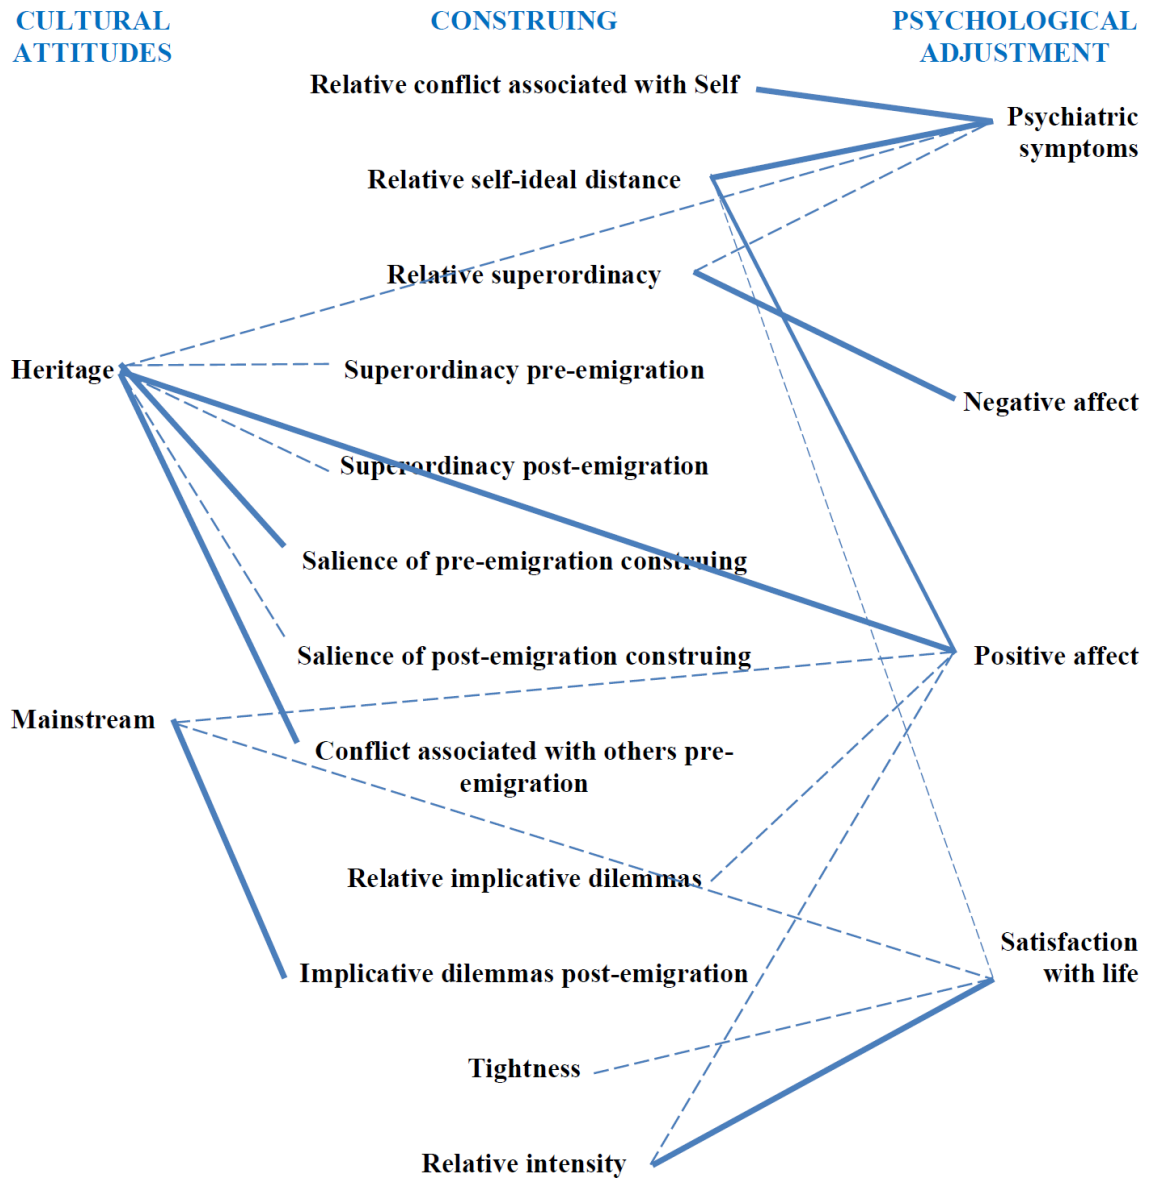 CULTURAL
ATTITUDES
CONSTRUING
PSYCHOLOGICAL
ADJUSTMENT
Relative conflict associated with Self
Psychiatric
symptoms
Relative self-ideal distance
Relative superordinacy
Heritage
Superordinacy pre-emigration
Negative affect
Superordinacy post-emigration
Salience of pre-emigration construing
Salience of post-emigration construing
Positive affect
Mainstream
Conflict associated with others pre-
emigration
Relative implicative dilemmas
Satisfaction
with life
Implicative dilemmas post-emigration
Tightness
Relative intensity